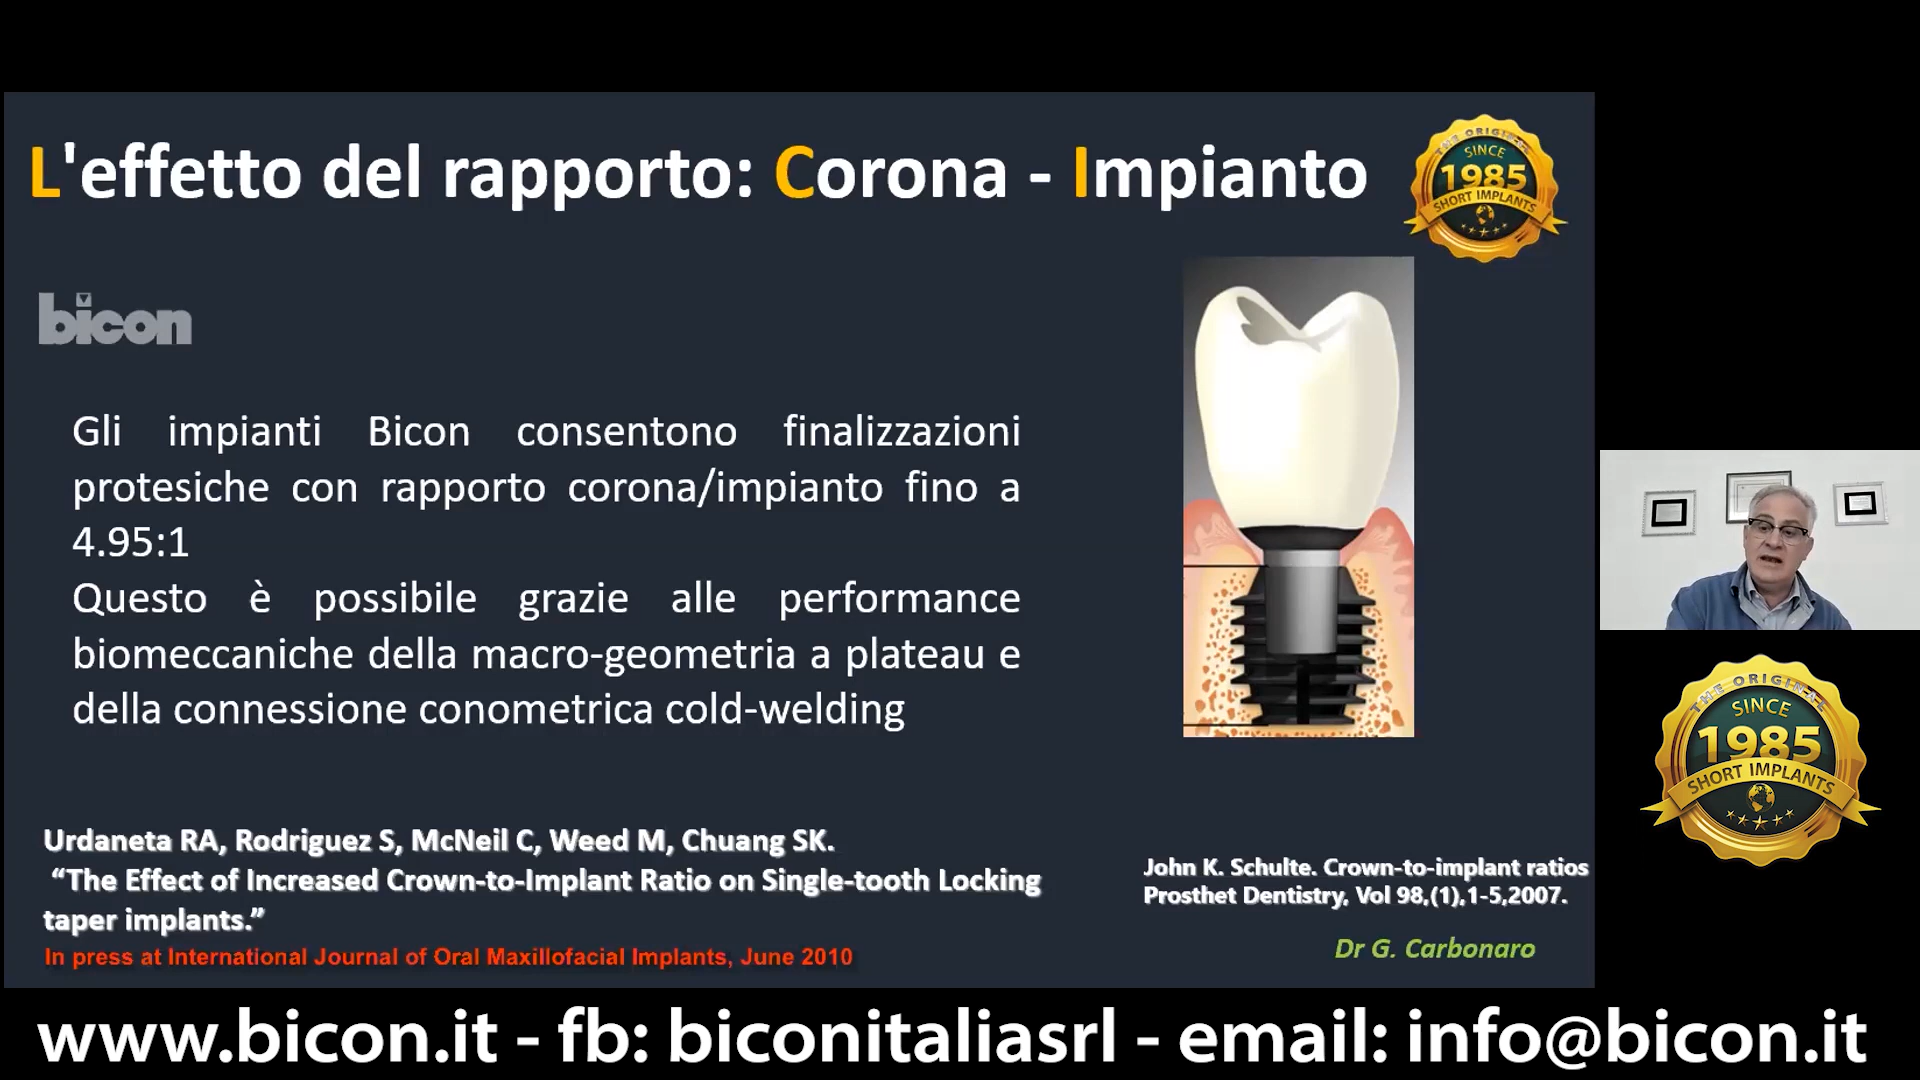 L'effetto del rapporto: Corona - Impianto
THE ORIGINAL
SINCE
1985
SHORT IMPLANTS
bicon
Gli impianti Bicon consentono finalizzazioni
protesiche con rapporto corona/impianto fino a
4.95:1
Questo è possibile grazie alle performance
biomeccaniche della macro-geometria a plateau e
della connessione conometrica cold-welding
Urdaneta RA, Rodriguez S, McNeil C, Weed M, Chuang SK.
“The Effect of Increased Crown-to-Implant Ratio on Single-tooth Locking
taper implants.”
In press at International Journal of Oral Maxillofacial Implants, June 2010
John K. Schulte. Crown-to-implant ratios
Prosthet Dentistry, Vol 98,(1),1-5,2007.
Dr G. Carbonaro
THE ORIGINAL
SINCE
1985
SHORT IMPLANTS
www.bicon.it - fb: biconitaliasrl - email: info@bicon.it